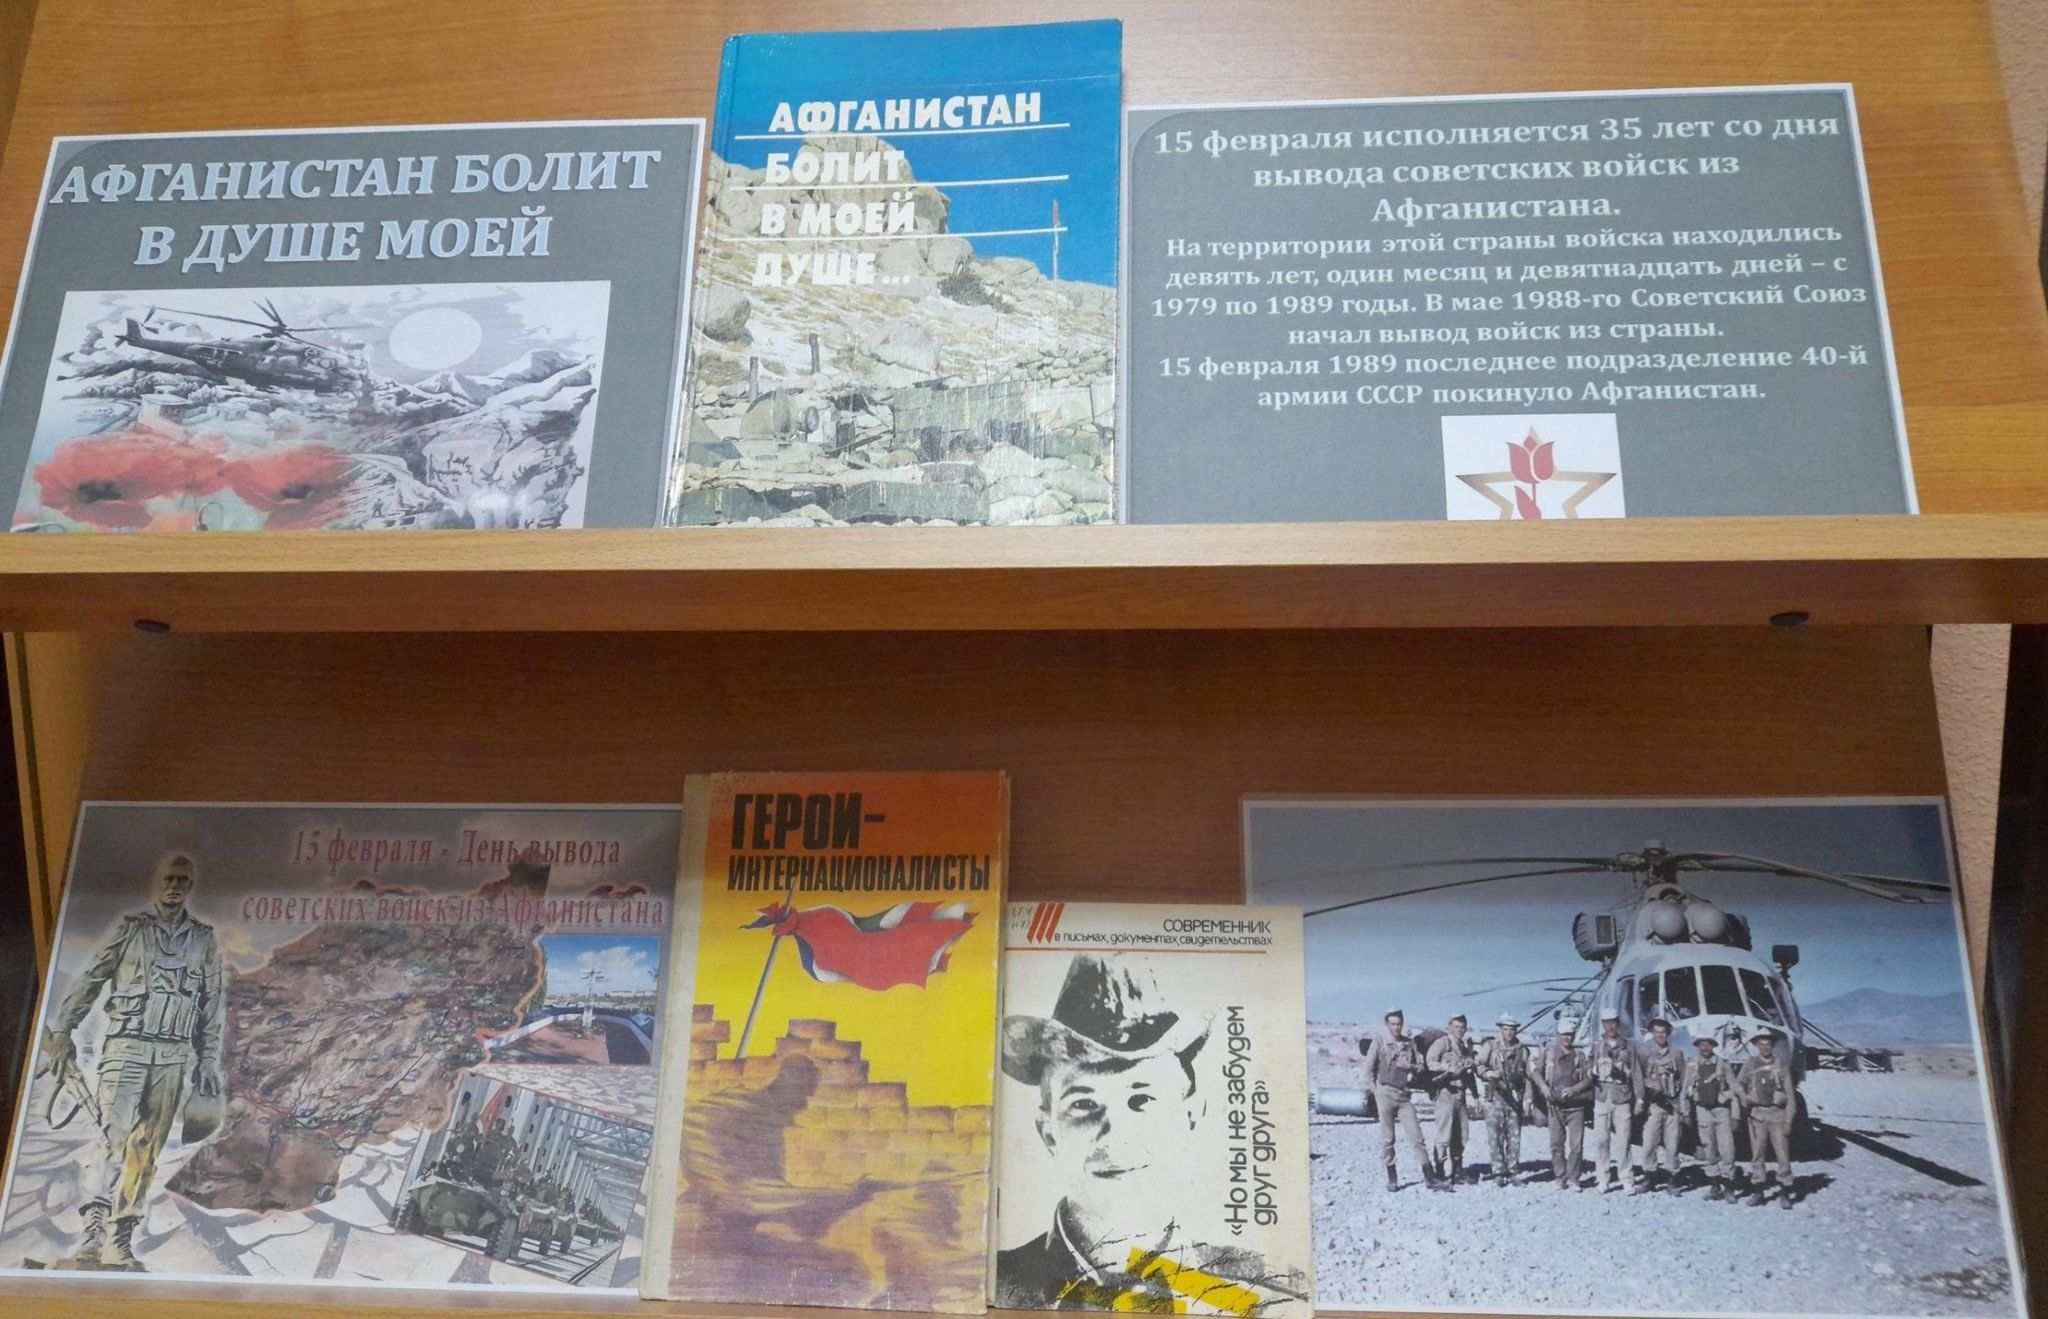 АФГАНИСТАН БОЛИТ
В ДУШЕ МОЕЙ
АФГАНИСТАН
БОЛИТ
В МОЕЙ
ДУШЕ...
15 февраля исполняется 35 лет со дня
вывода советских войск из
Афганистана.
На территории этой страны войска находились
девять лет, один месяц и девятнадцать дней – с
1979 по 1989 годы. В мае 1988-го Советский Союз
начал вывод войск из страны.
15 февраля 1989 последнее подразделение 40-й
армии СССР покинуло Афганистан.
15 февраля - День вывода
советских войск из Афганистана
ГЕРОИ-
ИНТЕРНАЦИОНАЛИСТЫ
СОВРЕМЕННИК
в письмах, документах, свидетельствах
«Но мы не забудем
друг друга»